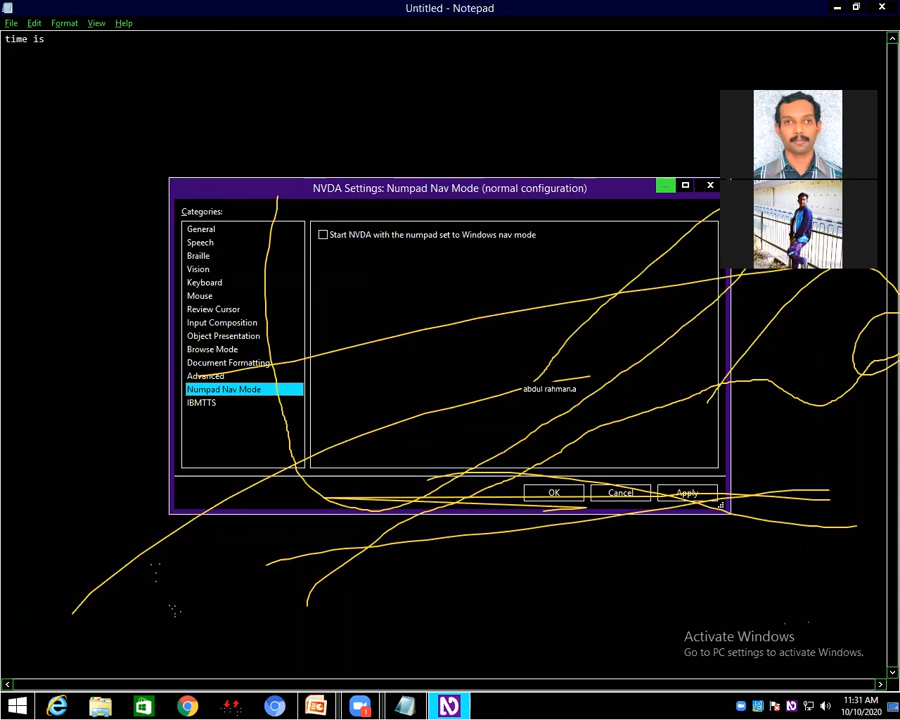 Untitled - Notepad
File Edit Format View Help
time is
NVDA Settings: Numpad Nav Mode (normal configuration)
Categories:
General
Speech
Braille
Vision
Keyboard
Mouse
Review Cursor
Input Composition
Object Presentation
Browse Mode
Document Formatting
Advanced
Numpad Nav Mode
IBMTTS
Start NVDA with the numpad set to Windows nav mode
abdul rahman.a
OK Cancel Apply
Activate Windows
Go to PC settings to activate Windows.
11:31 AM
10/10/2020